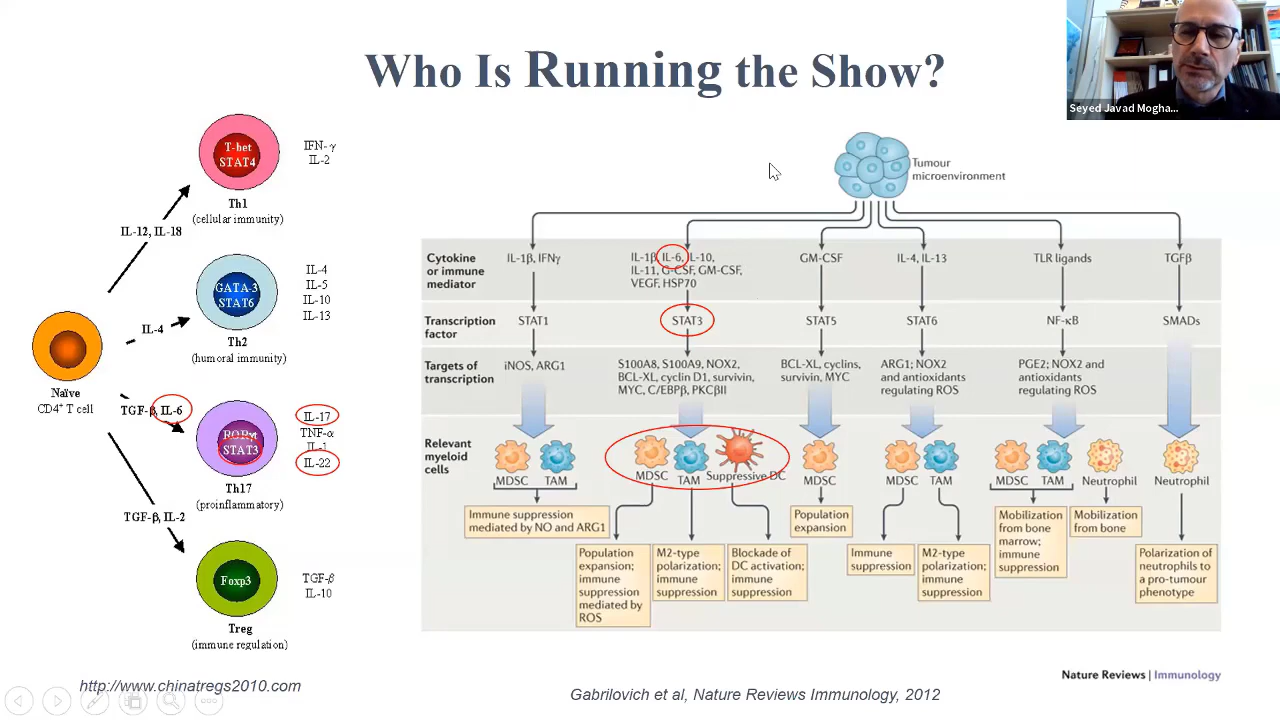 Who Is Running the Show?
Seyed Javad Mogha...
T-bet
STAT4
IFN-γ
IL-2
Th1
(cellular immunity)
IL-12, IL-18
GATA-3
STAT6
IL-4
IL-5
IL-10
IL-13
IL-4
Th2
(humoral immunity)
Naïve
CD4+ T cell
TGF-β, IL-6
RORγt
STAT3
IL-17
TNF-α
IL-1
IL-22
Th17
(proinflammatory)
TGF-β, IL-2
Foxp3
TGF-β
IL-10
Treg
(immune regulation)
http://www.chinatregs2010.com
Tumour
microenvironment
Cytokine
or immune
mediator
IL-1β, IFNγ
IL-1β, IL-6, IL-10,
IL-11, G-CSF, GM-CSF,
VEGF, HSP70
GM-CSF
IL-4, IL-13
TLR ligands
TGFβ
Transcription
factor
STAT1
STAT3
STAT5
STAT6
NF-κB
SMADs
Targets of
transcription
iNOS, ARG1
S100A8, S100A9, NOX2,
BCL-XL, cyclin D1, survivin,
MYC, C/EBPβ, PKCβII
BCL-XL, cyclins,
survivin, MYC
ARG1; NOX2
and antioxidants
regulating ROS
PGE2; NOX2 and
antioxidants
regulating ROS
Relevant
myeloid
cells
MDSC
TAM
MDSC
TAM
Suppressive DC
MDSC
MDSC
TAM
MDSC
TAM
Neutrophil
Neutrophil
Immune suppression
mediated by NO and ARG1
Population
expansion;
immune
suppression
mediated by
ROS
M2-type
polarization;
immune
suppression
Blockade of
DC activation;
immune
suppression
Population
expansion
Immune
suppression
M2-type
polarization;
immune
suppression
Mobilization
from bone
marrow;
immune
suppression
Mobilization
from bone
Polarization of
neutrophils to
a pro-tumour
phenotype
Nature Reviews | Immunology
Gabrilovich et al, Nature Reviews Immunology, 2012